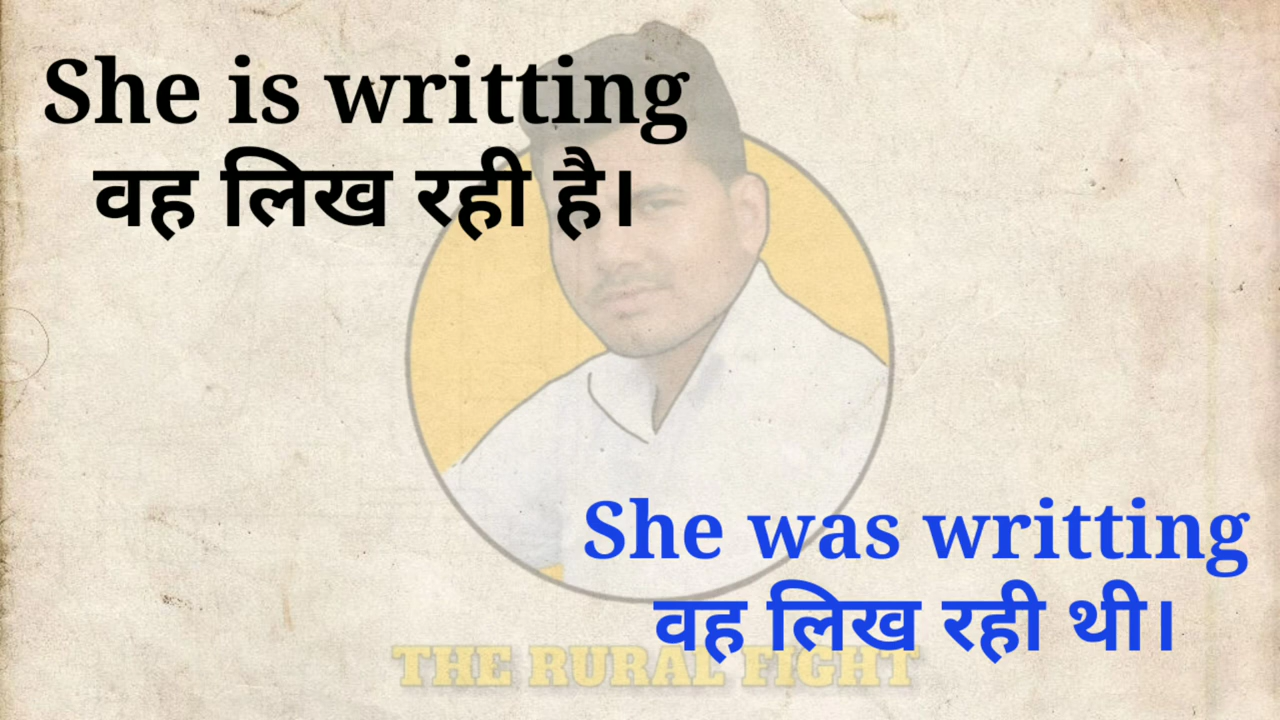 She is writting
वह लिख रही है।
She was writting
वह लिख रही थी।
THE RURAL FIGHT